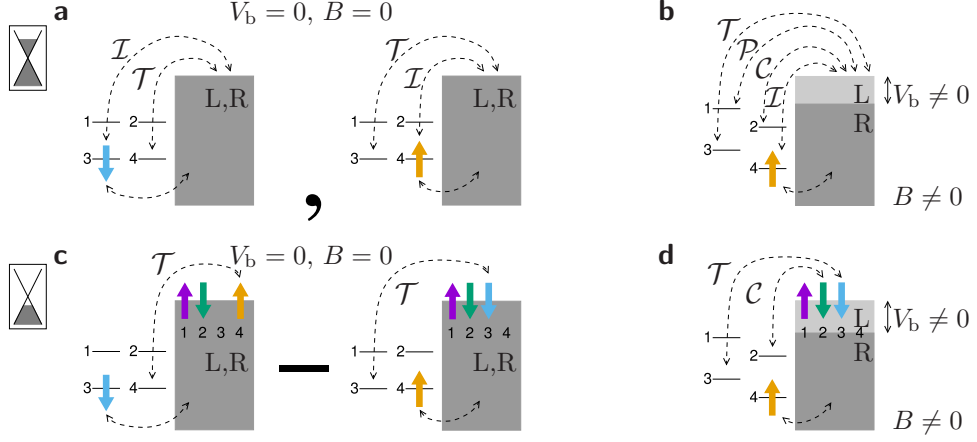 a
V_b = 0, B = 0
b
𝓘
𝓣
L,R
1
2
3
4
𝓣
𝓘
L,R
1
2
3
4
,
𝓣
𝓟
𝓒
𝓘
L
R
V_b ≠ 0
B ≠ 0
1
2
3
4
c
V_b = 0, B = 0
d
𝓣
1 2 3 4
L,R
1
2
3
4
—
𝓣
1 2 3 4
L,R
1
2
3
4
𝓣
𝓒
1 2 3 4
L
R
V_b ≠ 0
B ≠ 0
1
2
3
4